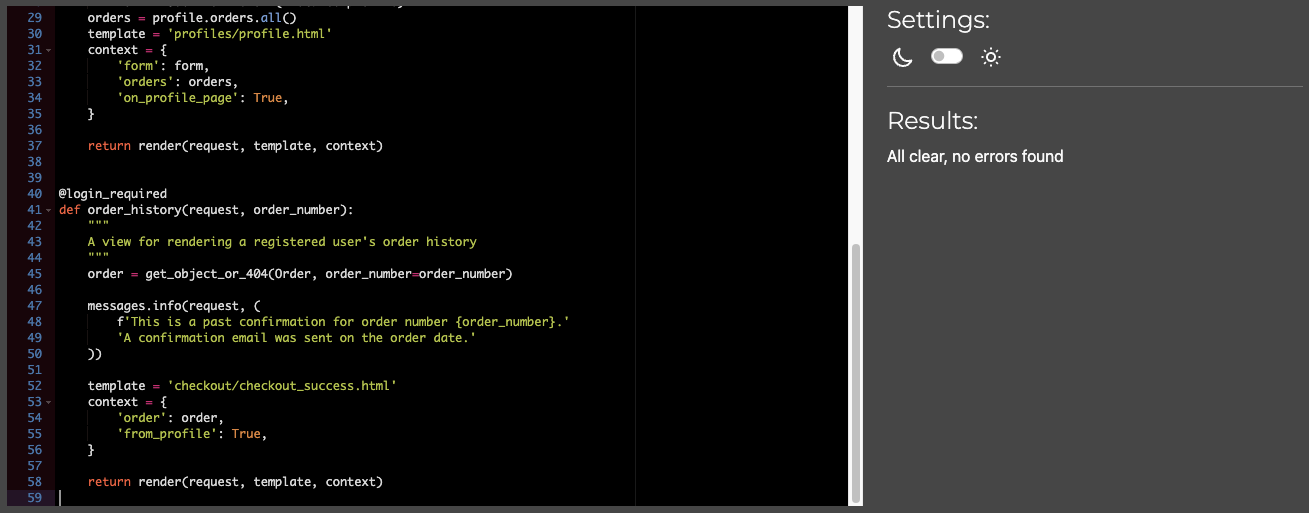 29 orders = profile.orders.all()
30 template = 'profiles/profile.html'
31 context = {
32 'form': form,
33 'orders': orders,
34 'on_profile_page': True,
35 }
36
37 return render(request, template, context)
38
39
40 @login_required
41 def order_history(request, order_number):
42 """
43 A view for rendering a registered user's order history
44 """
45 order = get_object_or_404(Order, order_number=order_number)
46
47 messages.info(request, (
48 f'This is a past confirmation for order number {order_number}.'
49 'A confirmation email was sent on the order date.'
50 ))
51
52 template = 'checkout/checkout_success.html'
53 context = {
54 'order': order,
55 'from_profile': True,
56 }
57
58 return render(request, template, context)
59
Settings:
Results:
All clear, no errors found